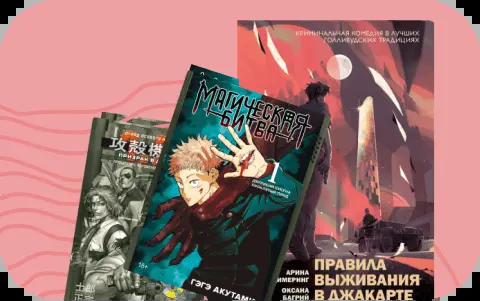 攻殻機
ПРИЗРАК В
МАГИЧЕСКАЯ
БИТВА
1
18+
ГЭГЭ АКУТАМИ
КРИМИНАЛЬНАЯ КОМЕДИЯ В ЛУЧШИХ
ГОЛЛИВУДСКИХ ТРАДИЦИЯХ
АРИНА
ОКСАНА
БАГРИЙ
ПРАВИЛА
ВЫЖИВАНИЯ
В ДЖАКАРТЕ